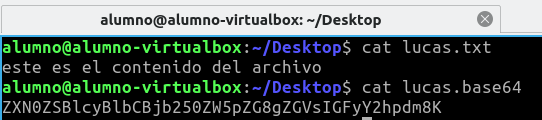 alumno@alumno-virtualbox: ~/Desktop
alumno@alumno-virtualbox:~/Desktop$ cat lucas.txt
este es el contenido del archivo
alumno@alumno-virtualbox:~/Desktop$ cat lucas.base64
ZXN0ZSBlcyBlbCBjb250ZW5pZG8gZGVsIGFyY2hpdm8K